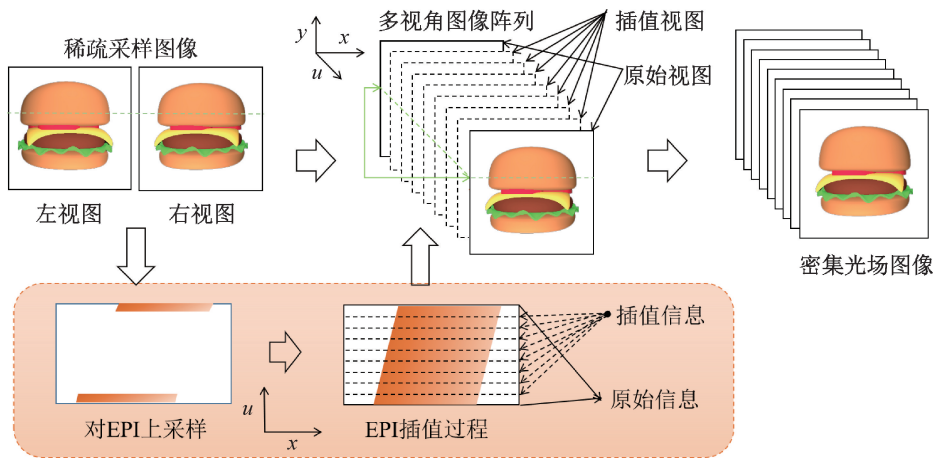 稀疏采样图像
左视图
右视图
y
x
u
多视角图像阵列
插值视图
原始视图
密集光场图像
对EPI上采样
u
x
EPI插值过程
插值信息
原始信息